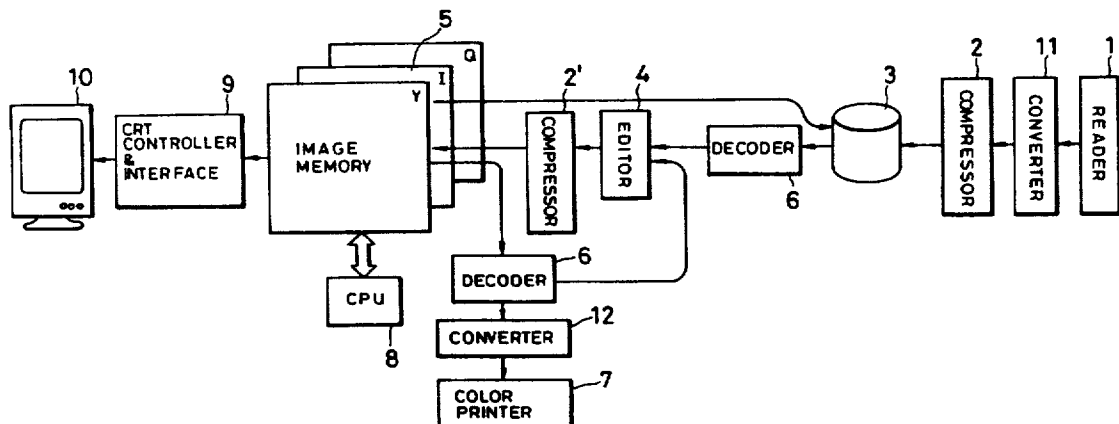 10
9
5
Q
I
Y
2'
4
3
2
11
1
CRT
CONTROLLER
&
INTERFACE
IMAGE
MEMORY
COMPRESSOR
EDITOR
DECODER
6
COMPRESSOR
CONVERTER
READER
CPU
8
DECODER
6
CONVERTER
12
COLOR
PRINTER
7